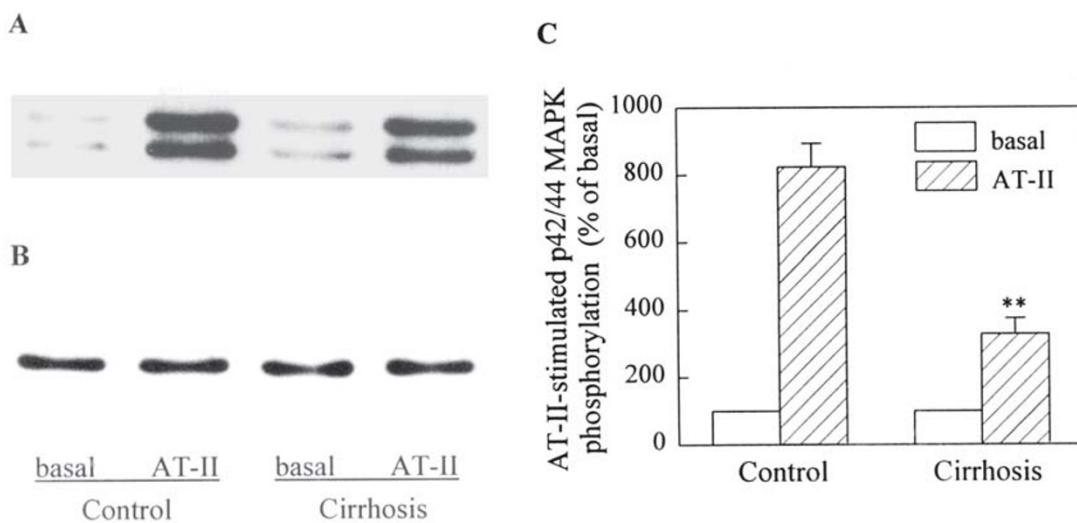 A
B
basal AT-II basal AT-II
Control Cirrhosis
C
AT-II-stimulated p42/44 MAPK
phosphorylation (% of basal)
1000
800
600
400
200
0
basal
AT-II
**
Control Cirrhosis